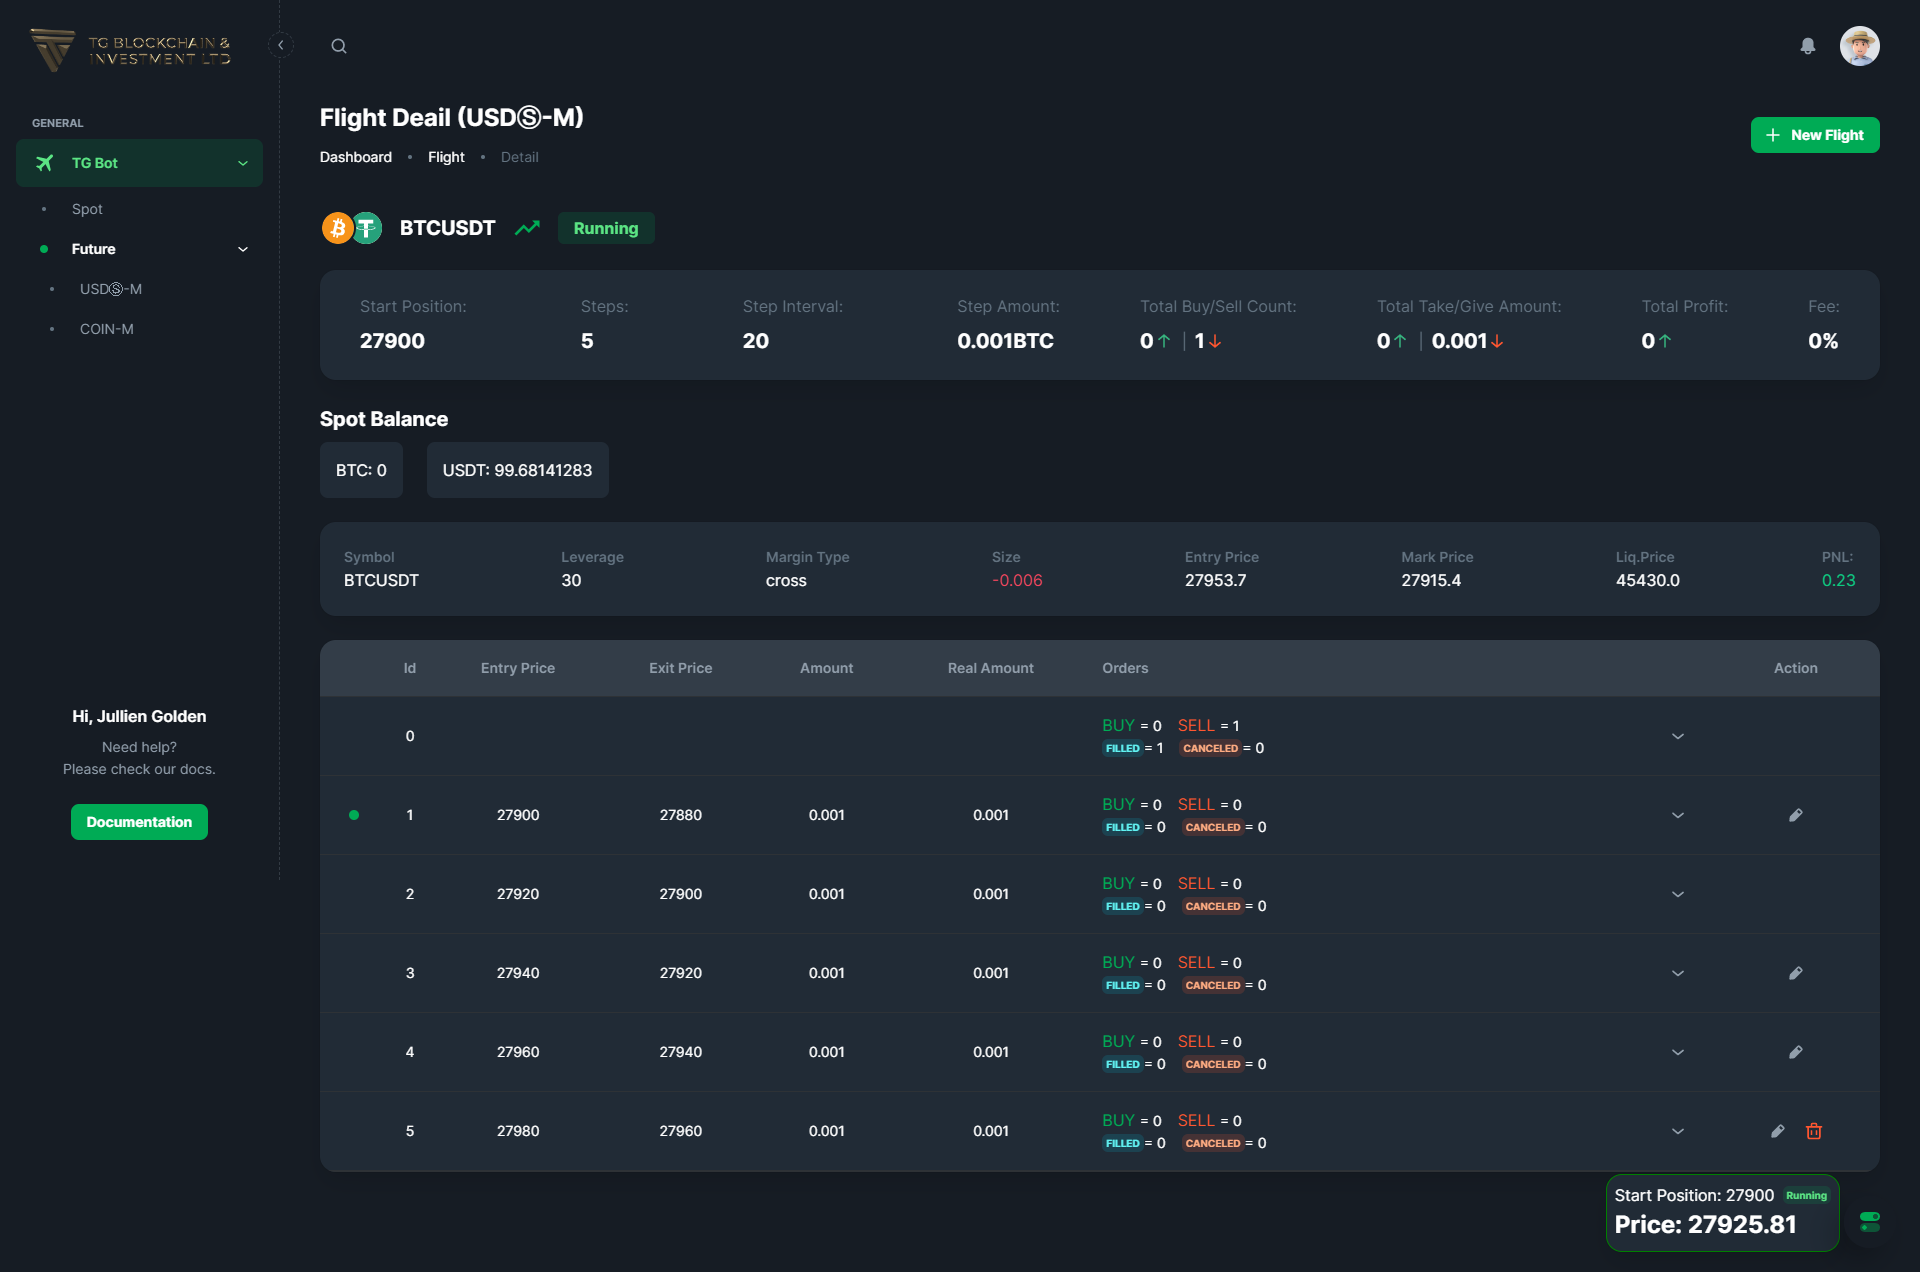 TG BLOCKCHAIN &
INVESTMENT LTD
GENERAL
TG Bot
Spot
Future
USDⓈ-M
COIN-M
Hi, Jullien Golden
Need help?
Please check our docs.
Documentation
Flight Deail (USDⓈ-M)
Dashboard • Flight • Detail
New Flight
BTCUSDT Running
Start Position: Steps: Step Interval: Step Amount: Total Buy/Sell Count: Total Take/Give Amount: Total Profit: Fee:
27900 5 20 0.001BTC 0↑ | 1↓ 0↑ | 0.001↓ 0↑ 0%
Spot Balance
BTC: 0 USDT: 99.68141283
Symbol Leverage Margin Type Size Entry Price Mark Price Liq.Price PNL:
BTCUSDT 30 cross -0.006 27953.7 27915.4 45430.0 0.23
Id Entry Price Exit Price Amount Real Amount Orders Action
0 BUY = 0 SELL = 1
FILLED = 1 CANCELED = 0
1 27900 27880 0.001 0.001 BUY = 0 SELL = 0
FILLED = 0 CANCELED = 0
2 27920 27900 0.001 0.001 BUY = 0 SELL = 0
FILLED = 0 CANCELED = 0
3 27940 27920 0.001 0.001 BUY = 0 SELL = 0
FILLED = 0 CANCELED = 0
4 27960 27940 0.001 0.001 BUY = 0 SELL = 0
FILLED = 0 CANCELED = 0
5 27980 27960 0.001 0.001 BUY = 0 SELL = 0
FILLED = 0 CANCELED = 0
Start Position: 27900 Running
Price: 27925.81